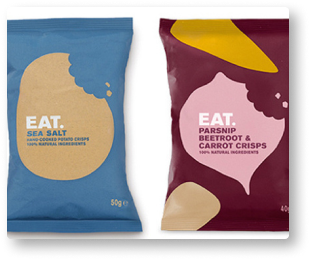 EAT.
SEA SALT
HAND COOKED POTATO CRISPS
100% NATURAL INGREDIENTS
50g
EAT.
PARSNIP
BEETROOT &
CARROT CRISPS
100% NATURAL INGREDIENTS
40g